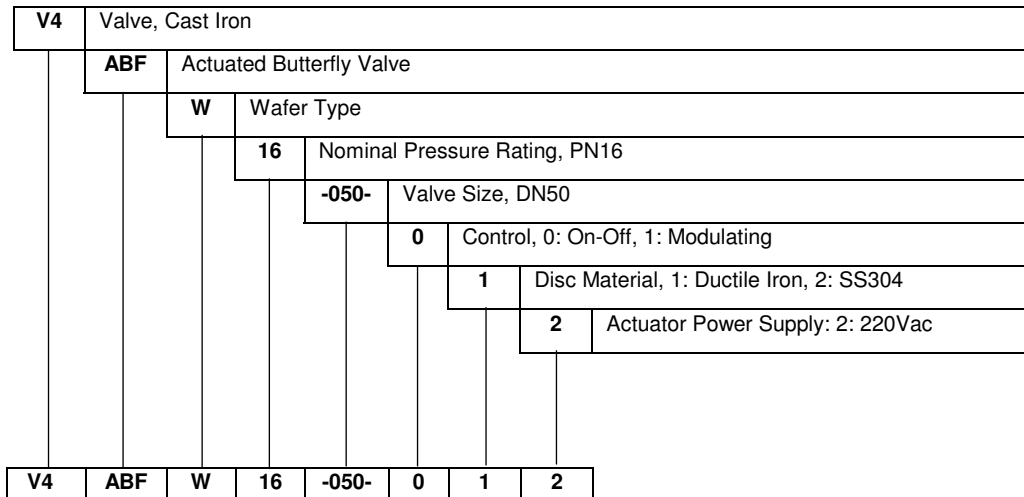 V4 Valve, Cast Iron
ABF Actuated Butterfly Valve
W Wafer Type
16 Nominal Pressure Rating, PN16
-050- Valve Size, DN50
0 Control, 0: On-Off, 1: Modulating
1 Disc Material, 1: Ductile Iron, 2: SS304
2 Actuator Power Supply: 2: 220Vac
V4 ABF W 16 -050- 0 1 2